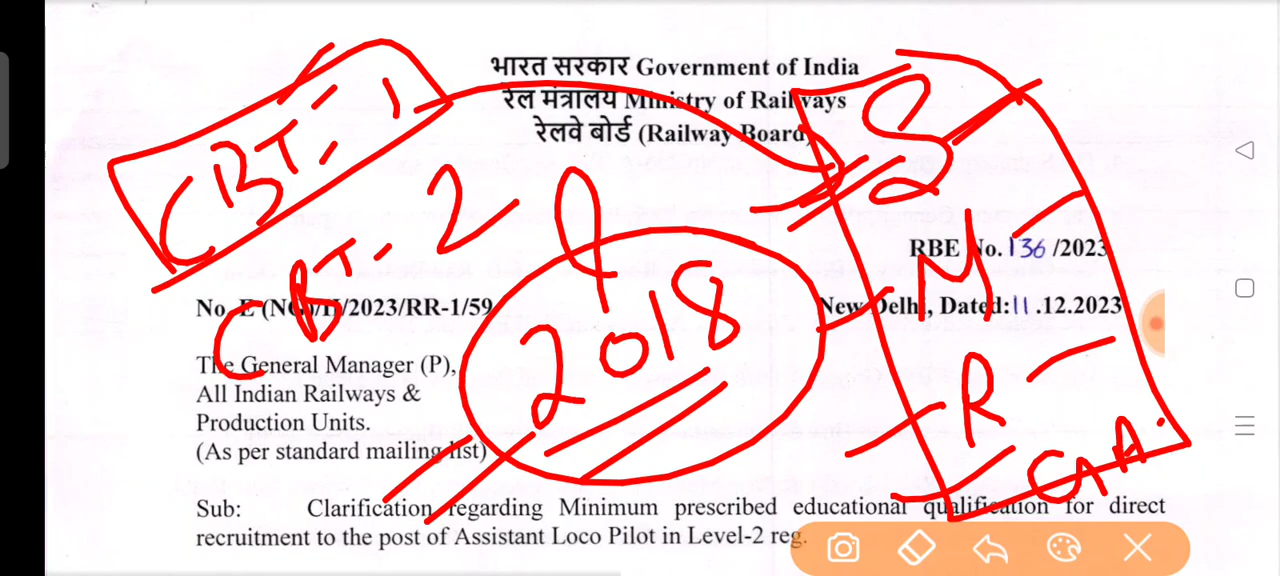 भारत सरकार Government of India
रेल मंत्रालय Ministry of Railways
रेलवे बोर्ड (Railway Board)
CBT-1
S
CBT-2 &
M
RBE No.136/2023
No. E(NG)/II/2023/RR-1/59
New Delhi, Dated:11.12.2023
2018
The General Manager (P),
All Indian Railways &
Production Units.
R
(As per standard mailing list)
GA
Sub: Clarification regarding Minimum prescribed educational qualification for direct
recruitment to the post of Assistant Loco Pilot in Level-2 reg.